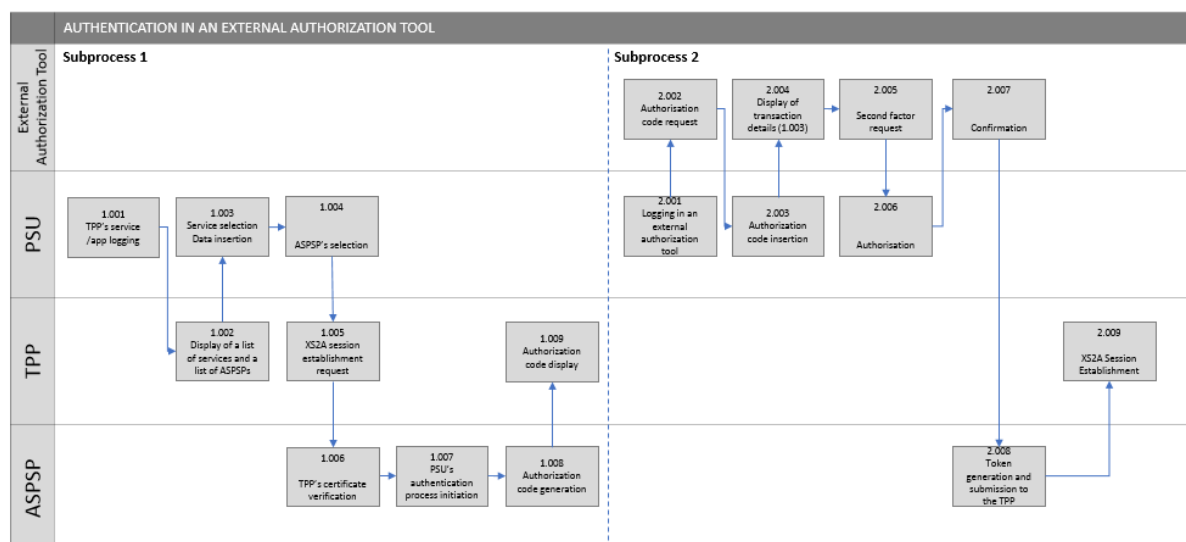 AUTHENTICATION IN AN EXTERNAL AUTHORIZATION TOOL
External
Authorization Tool
Subprocess 1
Subprocess 2
2.002
Authorisation
code request
2.004
Display of
transaction
details (1.003)
2.005
Second factor
request
2.007
Confirmation
PSU
1.001
TPP's service
/app logging
1.003
Service selection
Data insertion
1.004
ASPSP's selection
2.001
Logging in an
external
authorization
tool
2.003
Authorization
code insertion
2.006
Authorisation
TPP
1.002
Display of a list
of services and a
list of ASPSPs
1.005
XS2A session
establishment
request
1.009
Authorization
code display
2.009
XS2A Session
Establishment
ASPSP
1.006
TPP's certificate
verification
1.007
PSU's
authentication
process initiation
1.008
Authorization
code generation
2.008
Token
generation and
submission to
the TPP